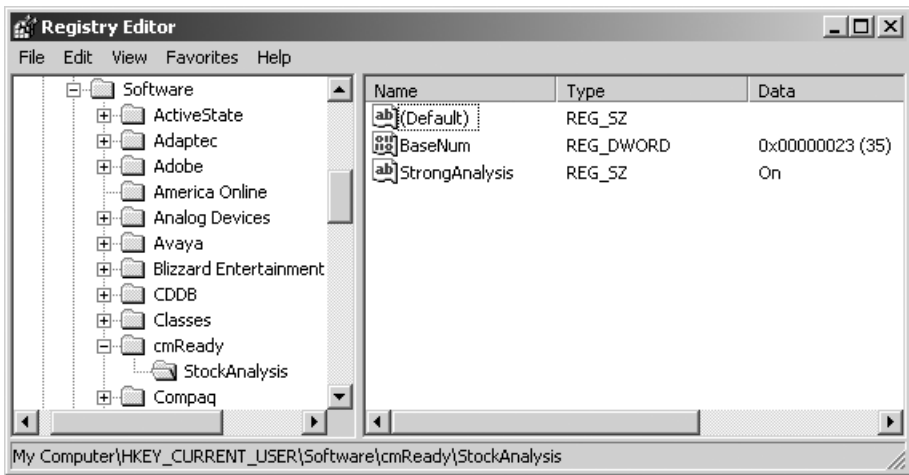 Registry Editor
File Edit View Favorites Help
Software
ActiveState
Adaptec
Adobe
America Online
Analog Devices
Avaya
Blizzard Entertainment
CDDB
Classes
cmReady
StockAnalysis
Compaq
Name Type Data
(Default) REG_SZ
BaseNum REG_DWORD 0x00000023 (35)
StrongAnalysis REG_SZ On
My Computer\HKEY_CURRENT_USER\Software\cmReady\StockAnalysis